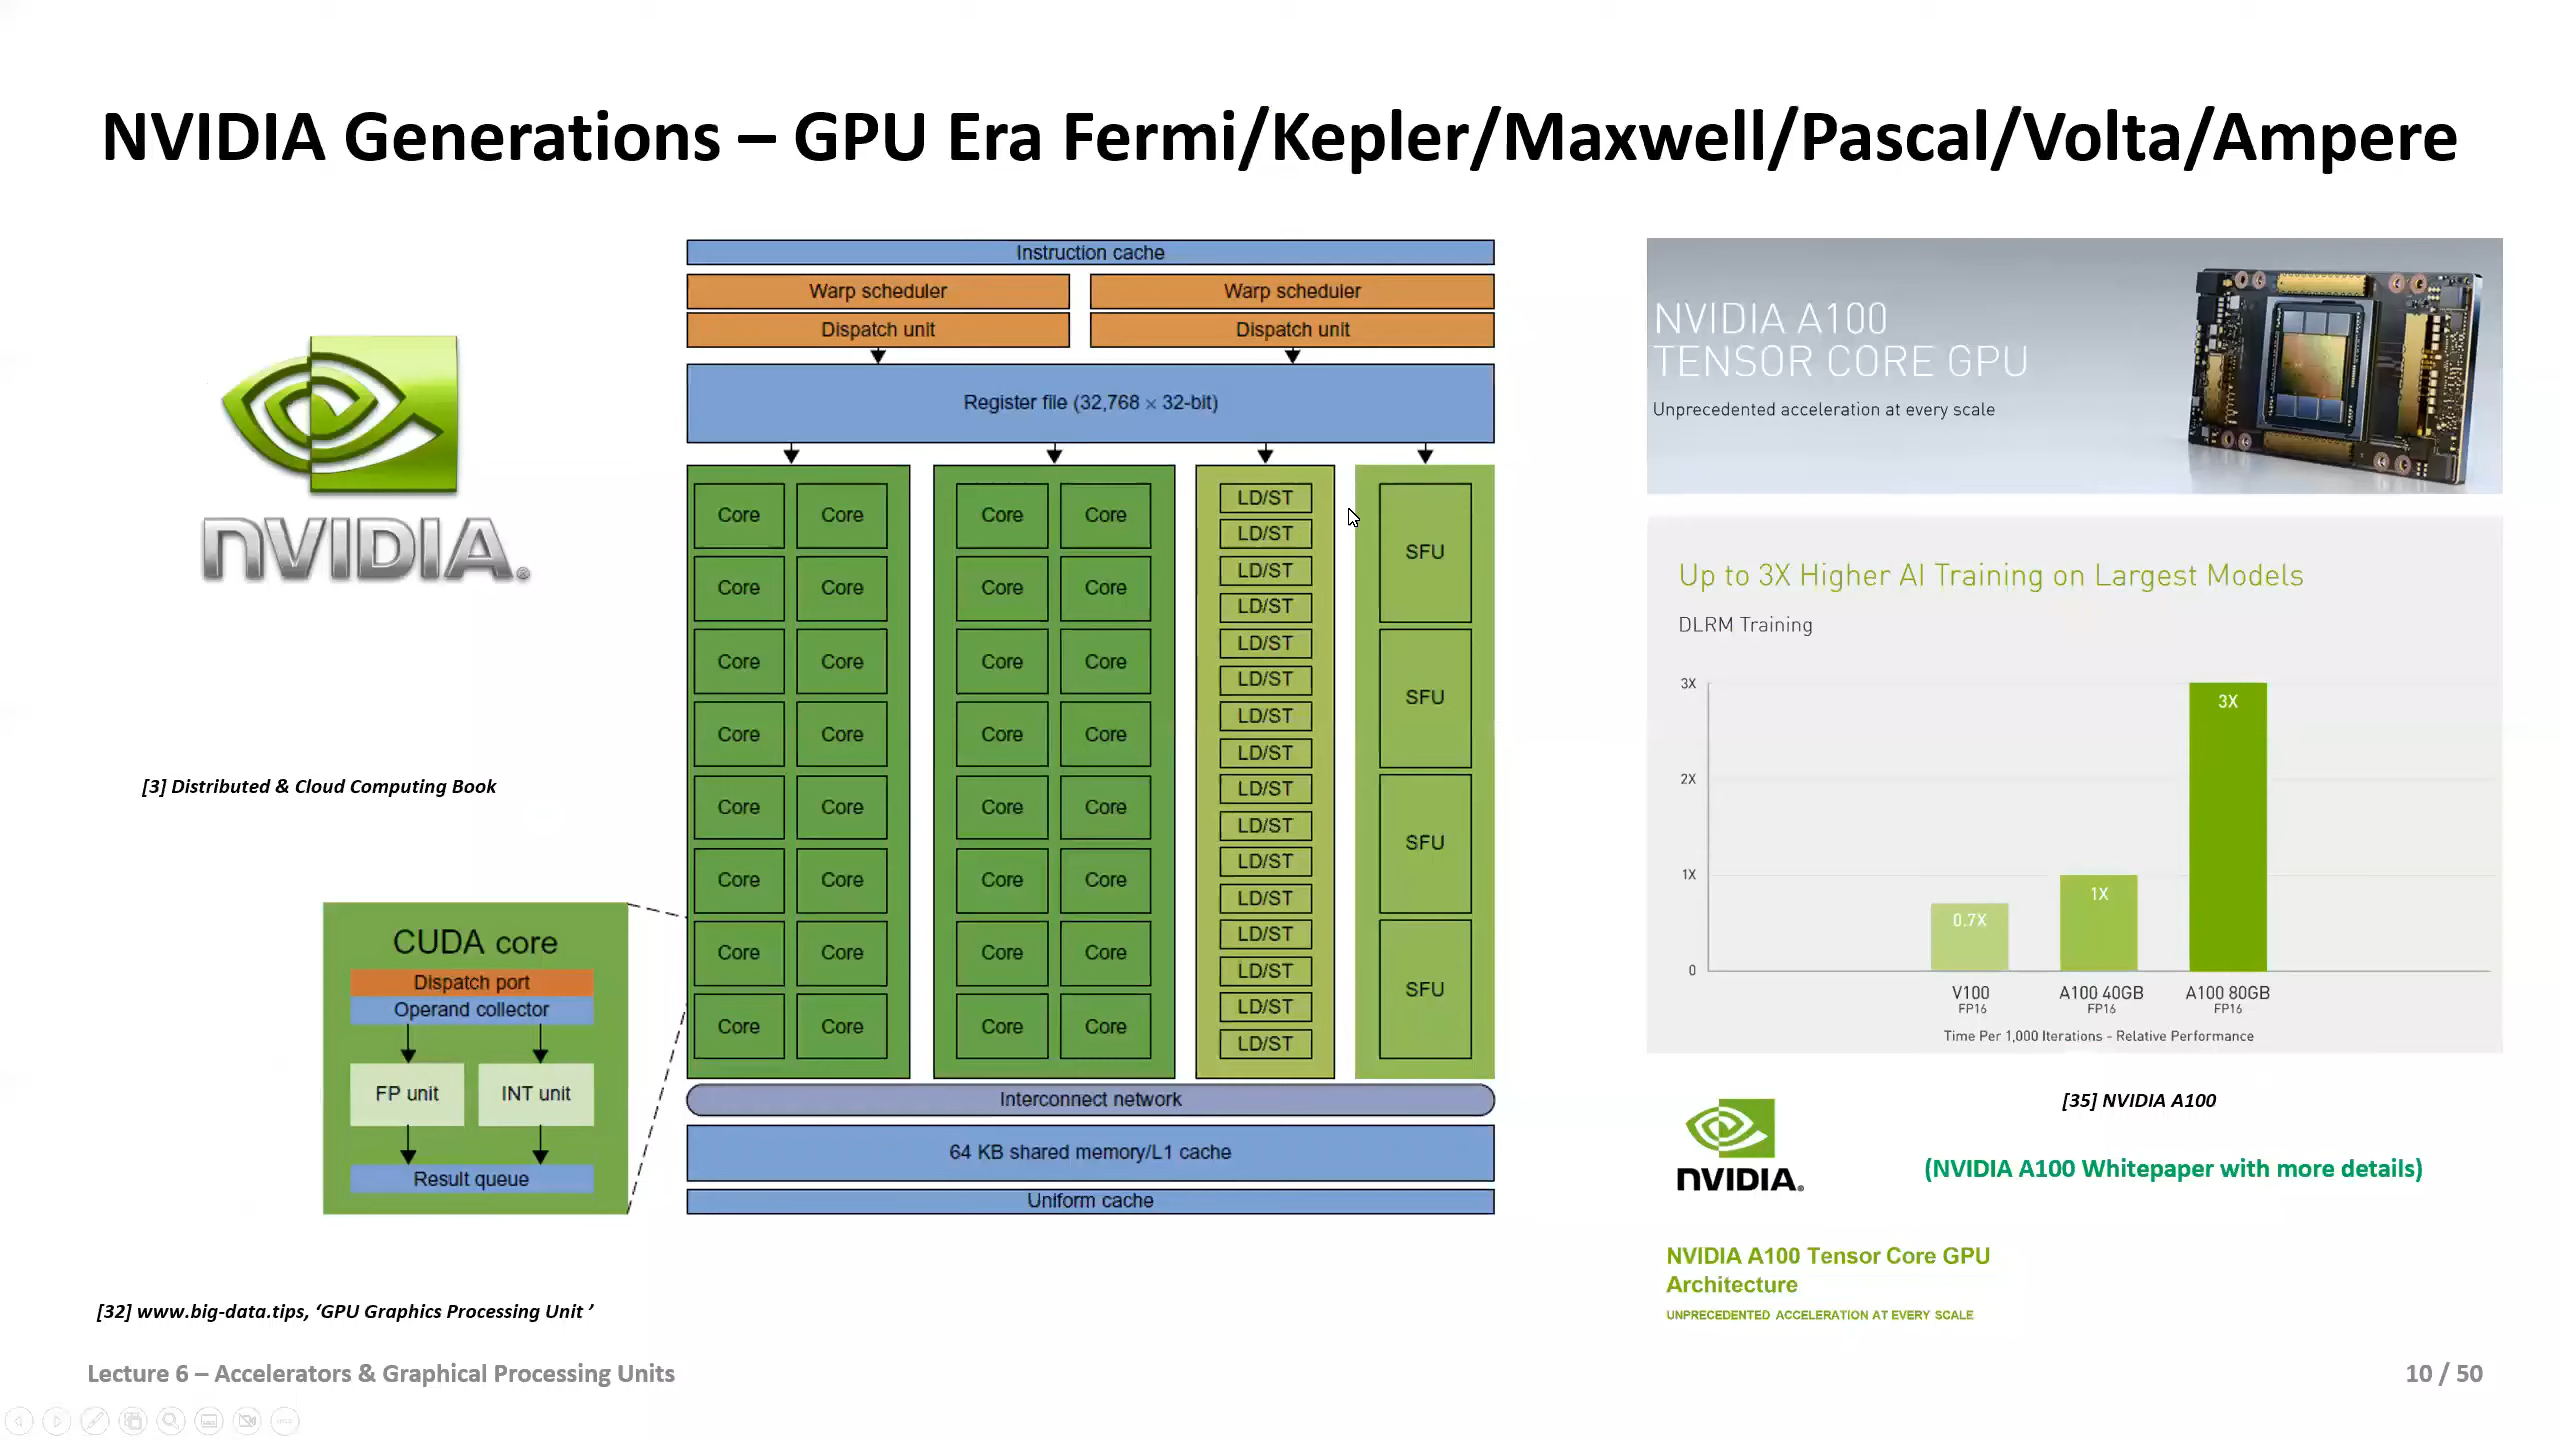 NVIDIA Generations – GPU Era Fermi/Kepler/Maxwell/Pascal/Volta/Ampere
NVIDIA®
[3] Distributed & Cloud Computing Book
CUDA core
Dispatch port
Operand collector
FP unit INT unit
Result queue
[32] www.big-data.tips, ‘GPU Graphics Processing Unit ’
Instruction cache
Warp scheduler Warp scheduler
Dispatch unit Dispatch unit
Register file (32,768 × 32-bit)
Core Core Core Core LD/ST SFU
LD/ST
Core Core Core Core LD/ST
LD/ST
Core Core Core Core LD/ST SFU
LD/ST
Core Core Core Core LD/ST
LD/ST
Core Core Core Core LD/ST SFU
LD/ST
Core Core Core Core LD/ST
LD/ST
Core Core Core Core LD/ST SFU
LD/ST
Core Core Core Core LD/ST
LD/ST
Interconnect network
64 KB shared memory/L1 cache
Uniform cache
NVIDIA A100
TENSOR CORE GPU
Unprecedented acceleration at every scale
Up to 3X Higher AI Training on Largest Models
DLRM Training
3X
2X
1X
0
0.7X 1X 3X
V100 A100 40GB A100 80GB
FP16 FP16 FP16
Time Per 1,000 Iterations - Relative Performance
[35] NVIDIA A100
NVIDIA.
(NVIDIA A100 Whitepaper with more details)
NVIDIA A100 Tensor Core GPU
Architecture
UNPRECEDENTED ACCELERATION AT EVERY SCALE
Lecture 6 – Accelerators & Graphical Processing Units
10 / 50